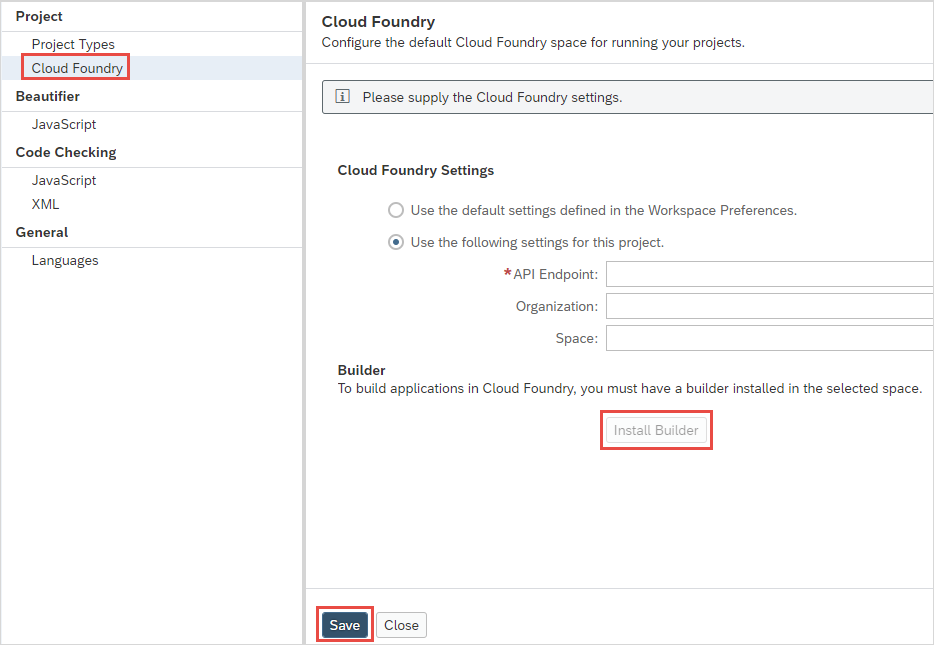 Project
Project Types
Cloud Foundry
Beautifier
JavaScript
Code Checking
JavaScript
XML
General
Languages
Cloud Foundry
Configure the default Cloud Foundry space for running your projects.
Please supply the Cloud Foundry settings.
Cloud Foundry Settings
Use the default settings defined in the Workspace Preferences.
Use the following settings for this project.
*API Endpoint:
Organization:
Space:
Builder
To build applications in Cloud Foundry, you must have a builder installed in the selected space.
Install Builder
Save Close